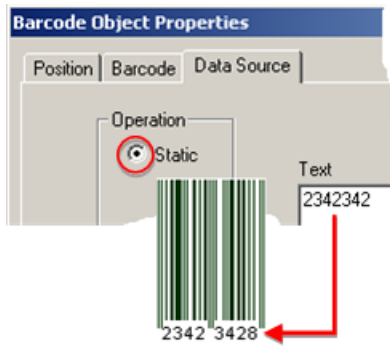 Barcode Object Properties
Position Barcode Data Source
Operation
Static
Text
2342342
2342 3428